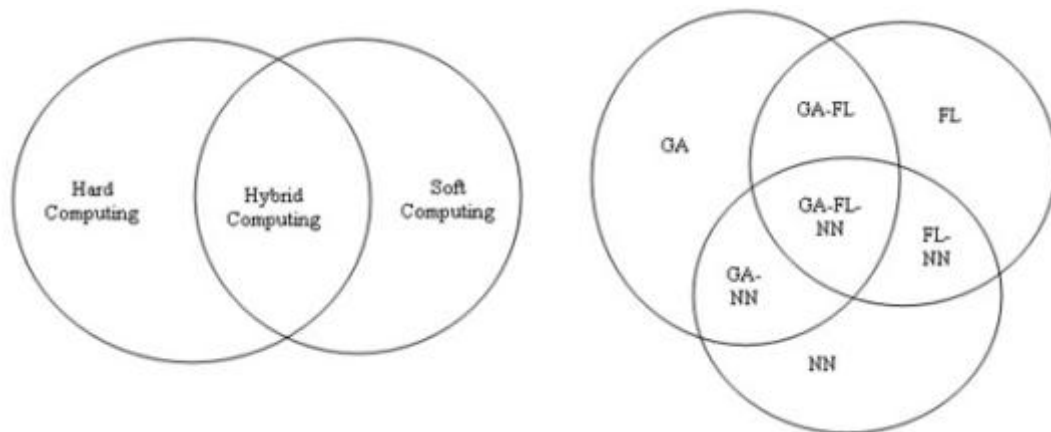 Hard
Computing
Hybrid
Computing
Soft
Computing
GA
GA-FL
FL
GA-FL-
NN
FL-
NN
GA-
NN
NN